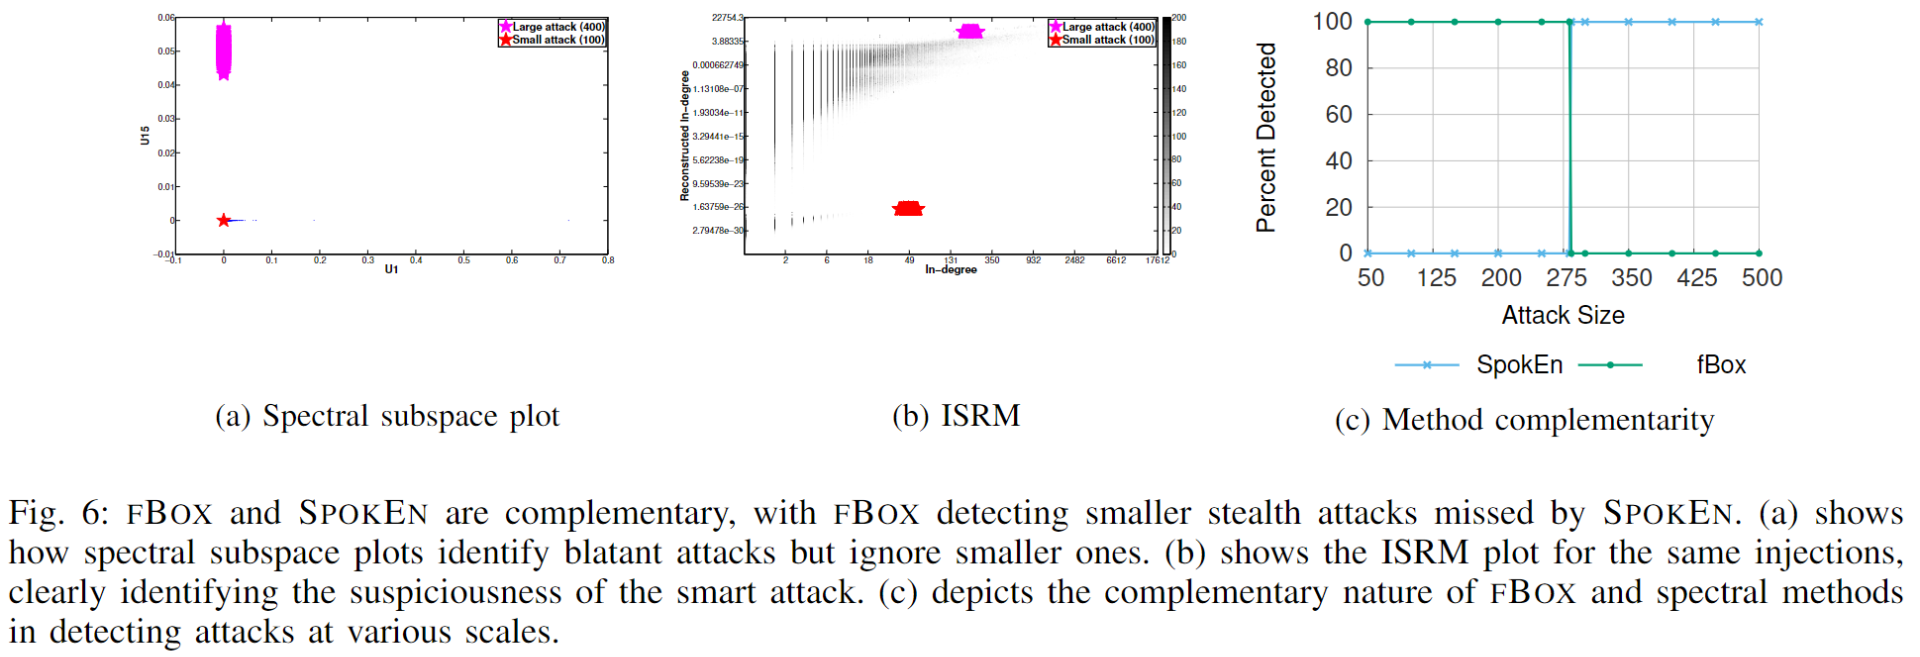 0.06
0.05
0.04
0.03
0.02
0.01
0
-0.01
U15
-0.1
0
0.1
0.2
0.3
0.4
0.5
0.6
0.7
0.8
U1
Large attack (400)
Small attack (100)
(a) Spectral subspace plot
22754.3
3.88335
0.000662749
1.13108e-07
1.93034e-11
3.29441e-15
5.62238e-19
9.59539e-23
1.63759e-26
2.79478e-30
Reconstructed In-degree
2
6
18
49
131
350
932
2482
6612
17612
In-degree
Large attack (400)
Small attack (100)
200
180
160
140
120
100
80
60
40
20
0
(b) ISRM
100
80
60
40
20
0
Percent Detected
50 125 200 275 350 425 500
Attack Size
SpokEn
fBox
(c) Method complementarity
Fig. 6: FBOX and SPOKEN are complementary, with FBOX detecting smaller stealth attacks missed by SPOKEN. (a) shows
how spectral subspace plots identify blatant attacks but ignore smaller ones. (b) shows the ISRM plot for the same injections,
clearly identifying the suspiciousness of the smart attack. (c) depicts the complementary nature of FBOX and spectral methods
in detecting attacks at various scales.